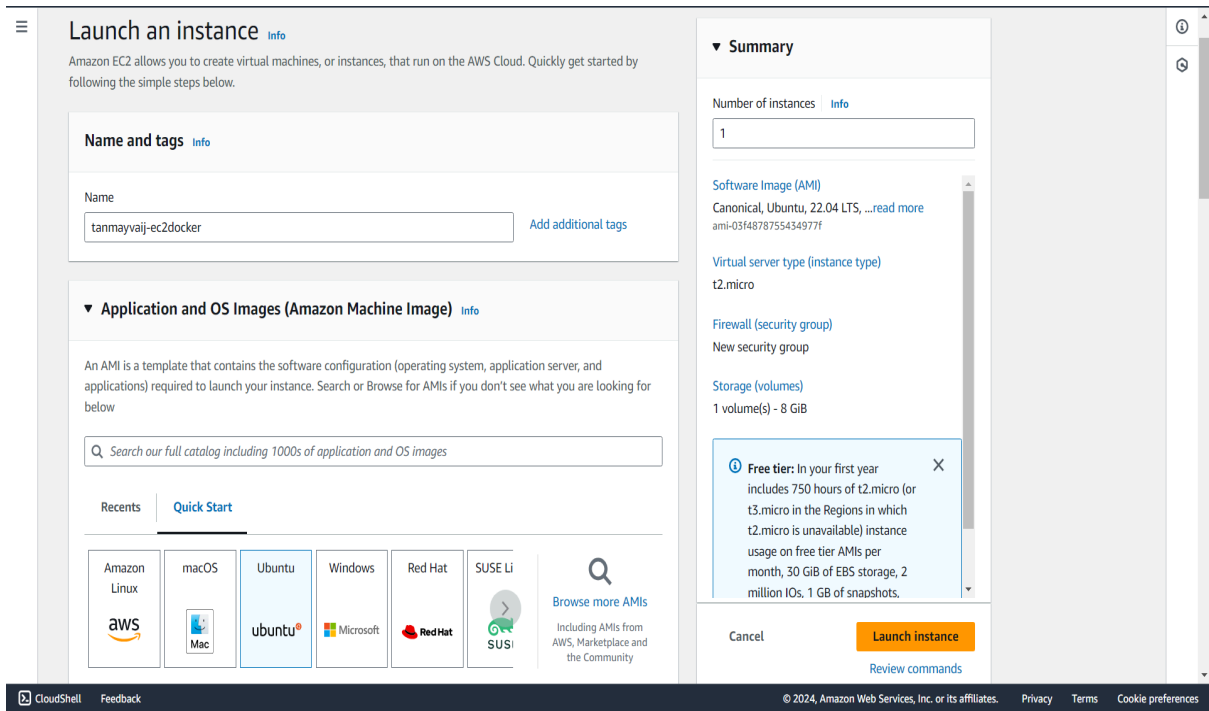 Launch an instance Info
Amazon EC2 allows you to create virtual machines, or instances, that run on the AWS Cloud. Quickly get started by
following the simple steps below.
Name and tags Info
Name
tanmayvaij-ec2docker
Add additional tags
Application and OS Images (Amazon Machine Image) Info
An AMI is a template that contains the software configuration (operating system, application server, and
applications) required to launch your instance. Search or Browse for AMIs if you don't see what you are looking for
below
Search our full catalog including 1000s of application and OS images
Recents
Quick Start
Amazon
Linux
aws
macOS
Mac
Ubuntu
ubuntu
Windows
Microsoft
Red Hat
Red Hat
SUSE Li
SUS
Browse more AMIs
Including AMIs from
AWS, Marketplace and
the Community
Summary
Number of instances Info
1
Software Image (AMI)
Canonical, Ubuntu, 22.04 LTS, ...read more
ami-03f4878755434977f
Virtual server type (instance type)
t2.micro
Firewall (security group)
New security group
Storage (volumes)
1 volume(s) - 8 GiB
Free tier: In your first year
includes 750 hours of t2.micro (or
t3.micro in the Regions in which
t2.micro is unavailable) instance
usage on free tier AMIs per
month, 30 GiB of EBS storage, 2
million IOs, 1 GB of snapshots,
Cancel
Launch instance
Review commands
CloudShell
Feedback
© 2024, Amazon Web Services, Inc. or its affiliates.
Privacy
Terms
Cookie preferences